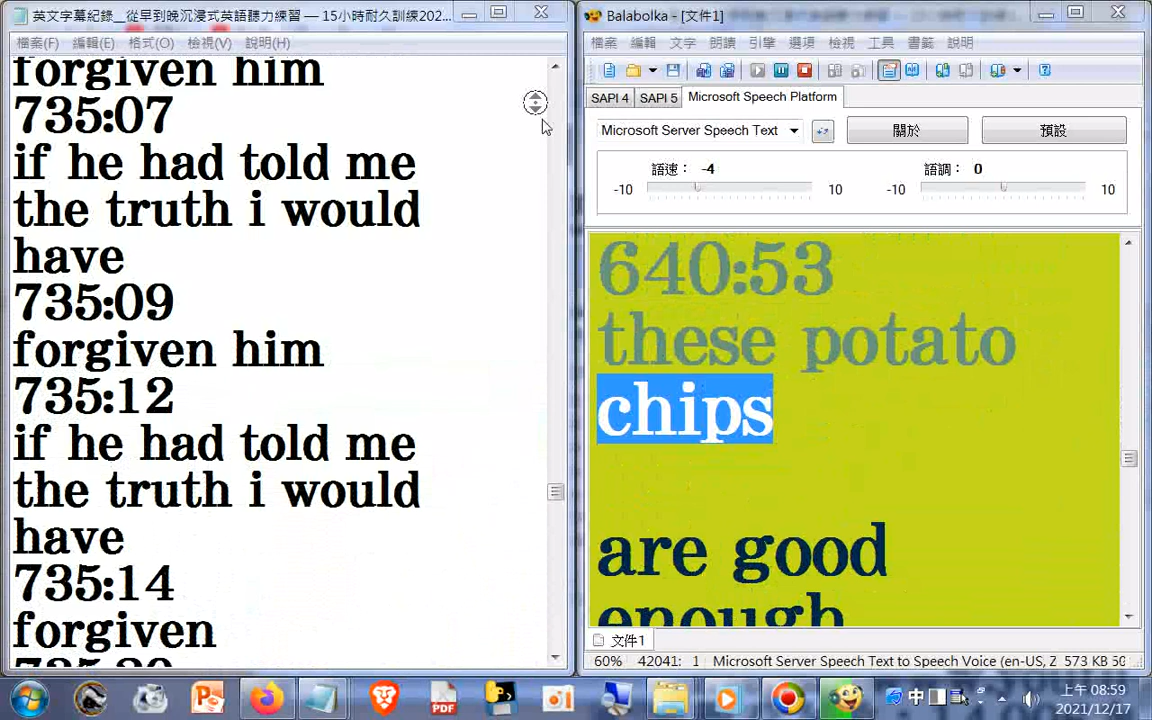 英文字幕紀錄__從早到晚沉浸式英語聽力練習 — 15小時耐久訓練202...
檔案(F) 編輯(E) 格式(O) 檢視(V) 說明(H)
forgiven him
735:07
if he had told me
the truth i would
have
735:09
forgiven him
735:12
if he had told me
the truth i would
have
735:14
forgiven
Balabolka - [文件1]
檔案 編輯 文字 朗讀 引擎 選項 檢視 工具 書籤 說明
SAPI 4 SAPI 5 Microsoft Speech Platform
Microsoft Server Speech Text 關於 預設
語速： -4 語調： 0
-10 10 -10 10
640:53
these potato
chips
are good
enough
文件1
60% 42041: 1 Microsoft Server Speech Text to Speech Voice (en-US, Z 573 KB
中
上午 08:59
2021/12/17